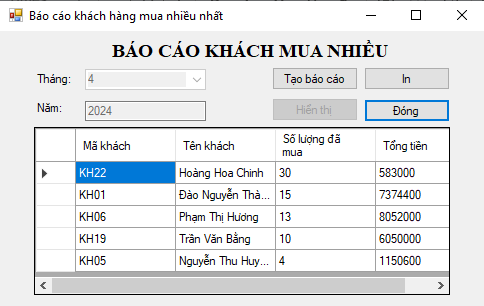 Báo cáo khách hàng mua nhiều nhất
BÁO CÁO KHÁCH MUA NHIỀU
Tháng: 4 Tạo báo cáo In
Năm: 2024 Hiển thị Đóng
Mã khách Tên khách Số lượng đã mua Tổng tiền
KH22 Hoàng Hoa Chinh 30 583000
KH01 Đào Nguyễn Thà... 15 7374400
KH06 Phạm Thị Hương 13 8052000
KH19 Trần Văn Bằng 10 6050000
KH05 Nguyễn Thu Huy... 4 1150600